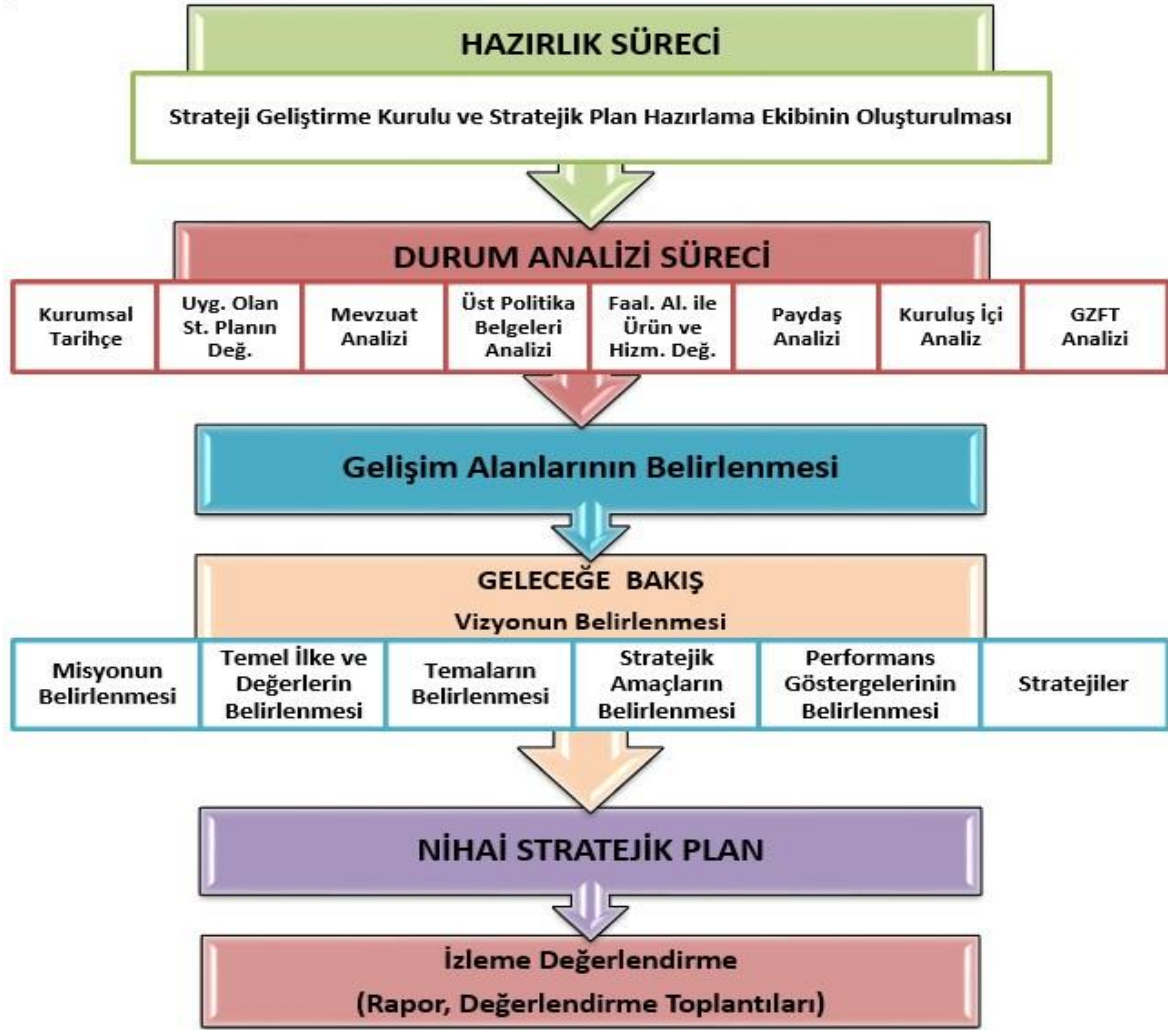 HAZIRLIK SÜRECİ
Strateji Geliştirme Kurulu ve Stratejik Plan Hazırlama Ekibinin Oluşturulması
DURUM ANALİZİ SÜRECİ
Kurumsal
Tarihçe
Uyg. Olan
St. Planın
Değ.
Mevzuat
Analizi
Üst Politika
Belgeleri
Analizi
Faal. Al. ile
Ürün ve
Hizm. Değ.
Paydaş
Analizi
Kuruluş İçi
Analiz
GZFT
Analizi
Gelişim Alanlarının Belirlenmesi
GELECEĞE BAKIŞ
Vizyonun Belirlenmesi
Misyonun
Belirlenmesi
Temel İlke ve
Değerlerin
Belirlenmesi
Temaların
Belirlenmesi
Stratejik
Amaçların
Belirlenmesi
Performans
Göstergelerinin
Belirlenmesi
Stratejiler
NİHAİ STRATEJİK PLAN
İzleme Değerlendirme
(Rapor, Değerlendirme Toplantıları)